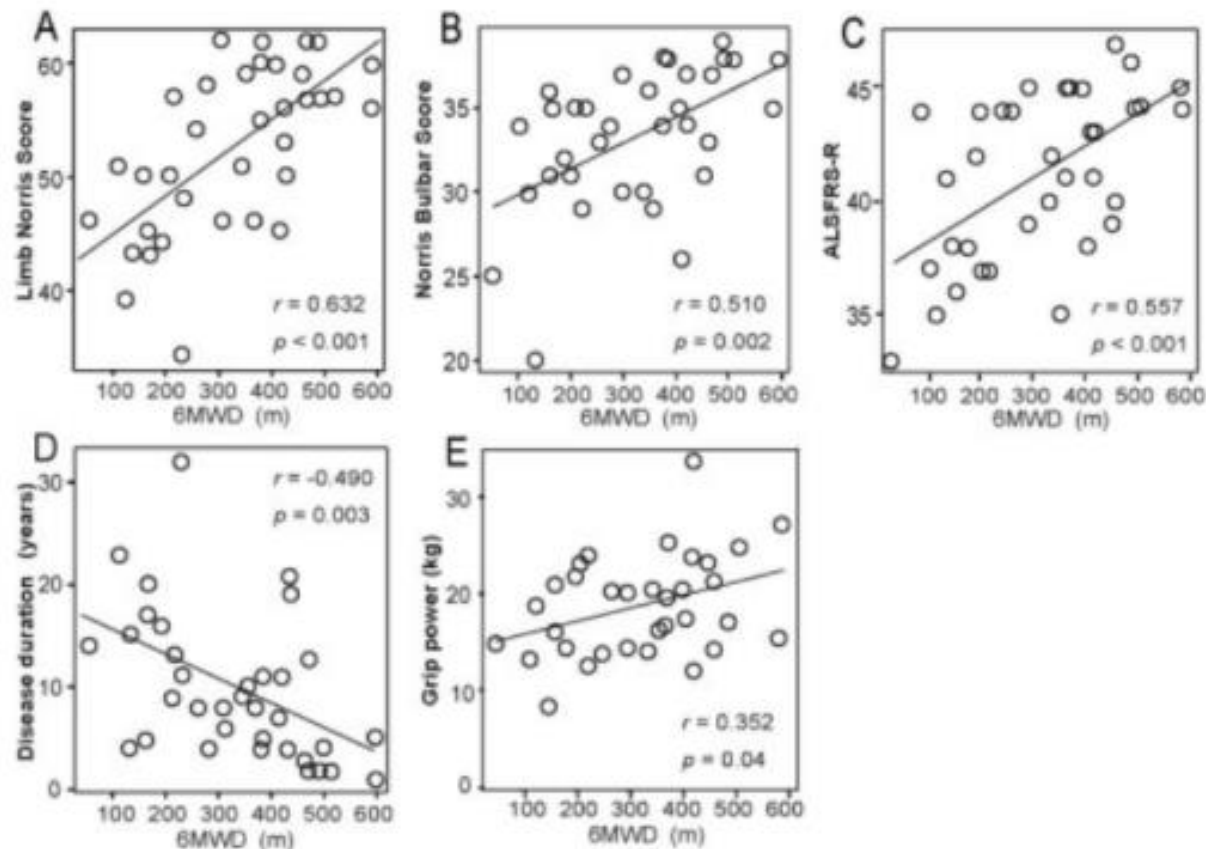 A
Limb Norris Score
60
50
40
r = 0.632
p < 0.001
100 200 300 400 500 600
6MWD (m)
B
Norris Bulbar Score
35
30
25
20
r = 0.510
p = 0.002
100 200 300 400 500 600
6MWD (m)
C
ALSFRS-R
45
40
35
r = 0.557
p < 0.001
100 200 300 400 500 600
6MWD (m)
D
Disease duration (years)
30
20
10
0
r = -0.490
p = 0.003
100 200 300 400 500 600
6MWD (m)
E
Grip power (kg)
30
20
10
0
r = 0.352
p = 0.04
100 200 300 400 500 600
6MWD (m)